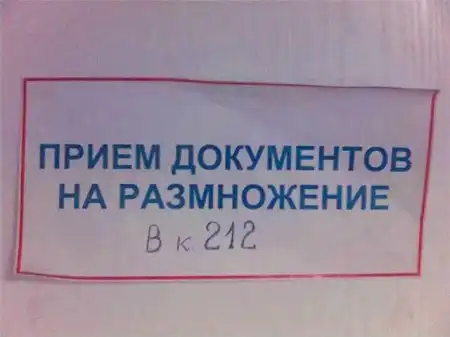 ПРИЕМ ДОКУМЕНТОВ
НА РАЗМНОЖЕНИЕ
В к 212